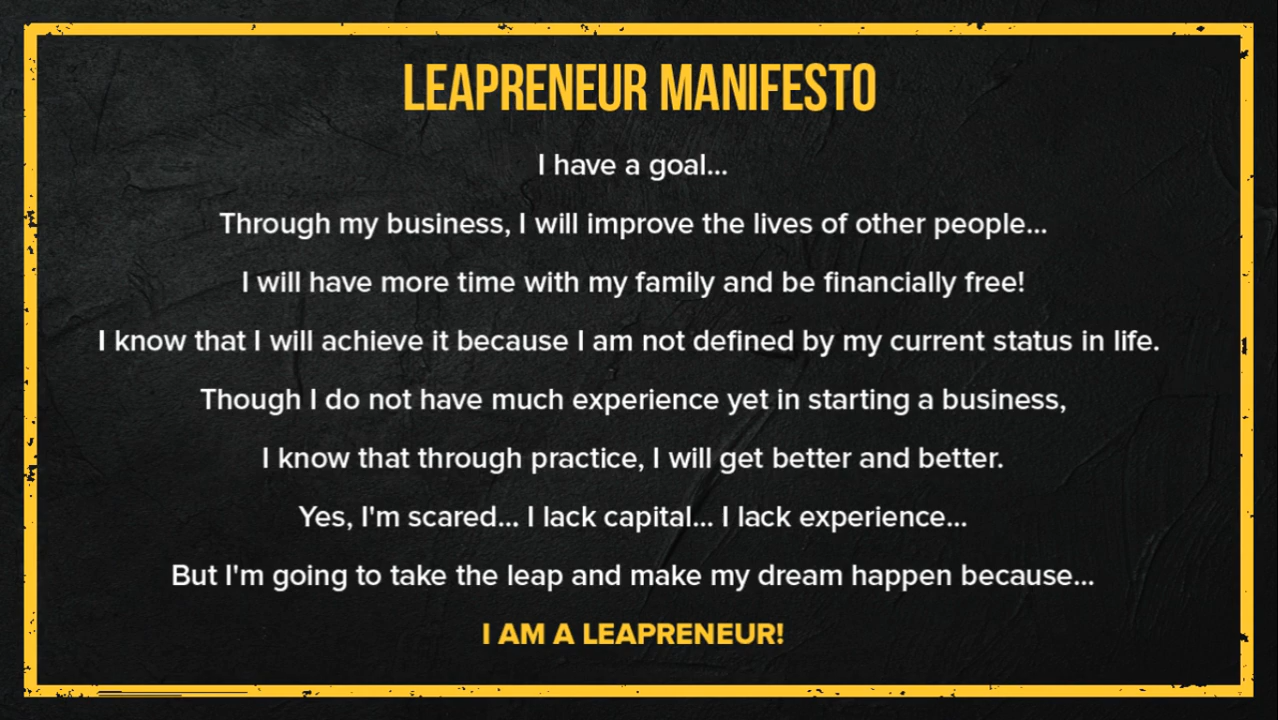 LEAPRENEUR MANIFESTO
I have a goal...
Through my business, I will improve the lives of other people...
I will have more time with my family and be financially free!
I know that I will achieve it because I am not defined by my current status in life.
Though I do not have much experience yet in starting a business,
I know that through practice, I will get better and better.
Yes, I'm scared... I lack capital... I lack experience...
But I'm going to take the leap and make my dream happen because...
I AM A LEAPRENEUR!